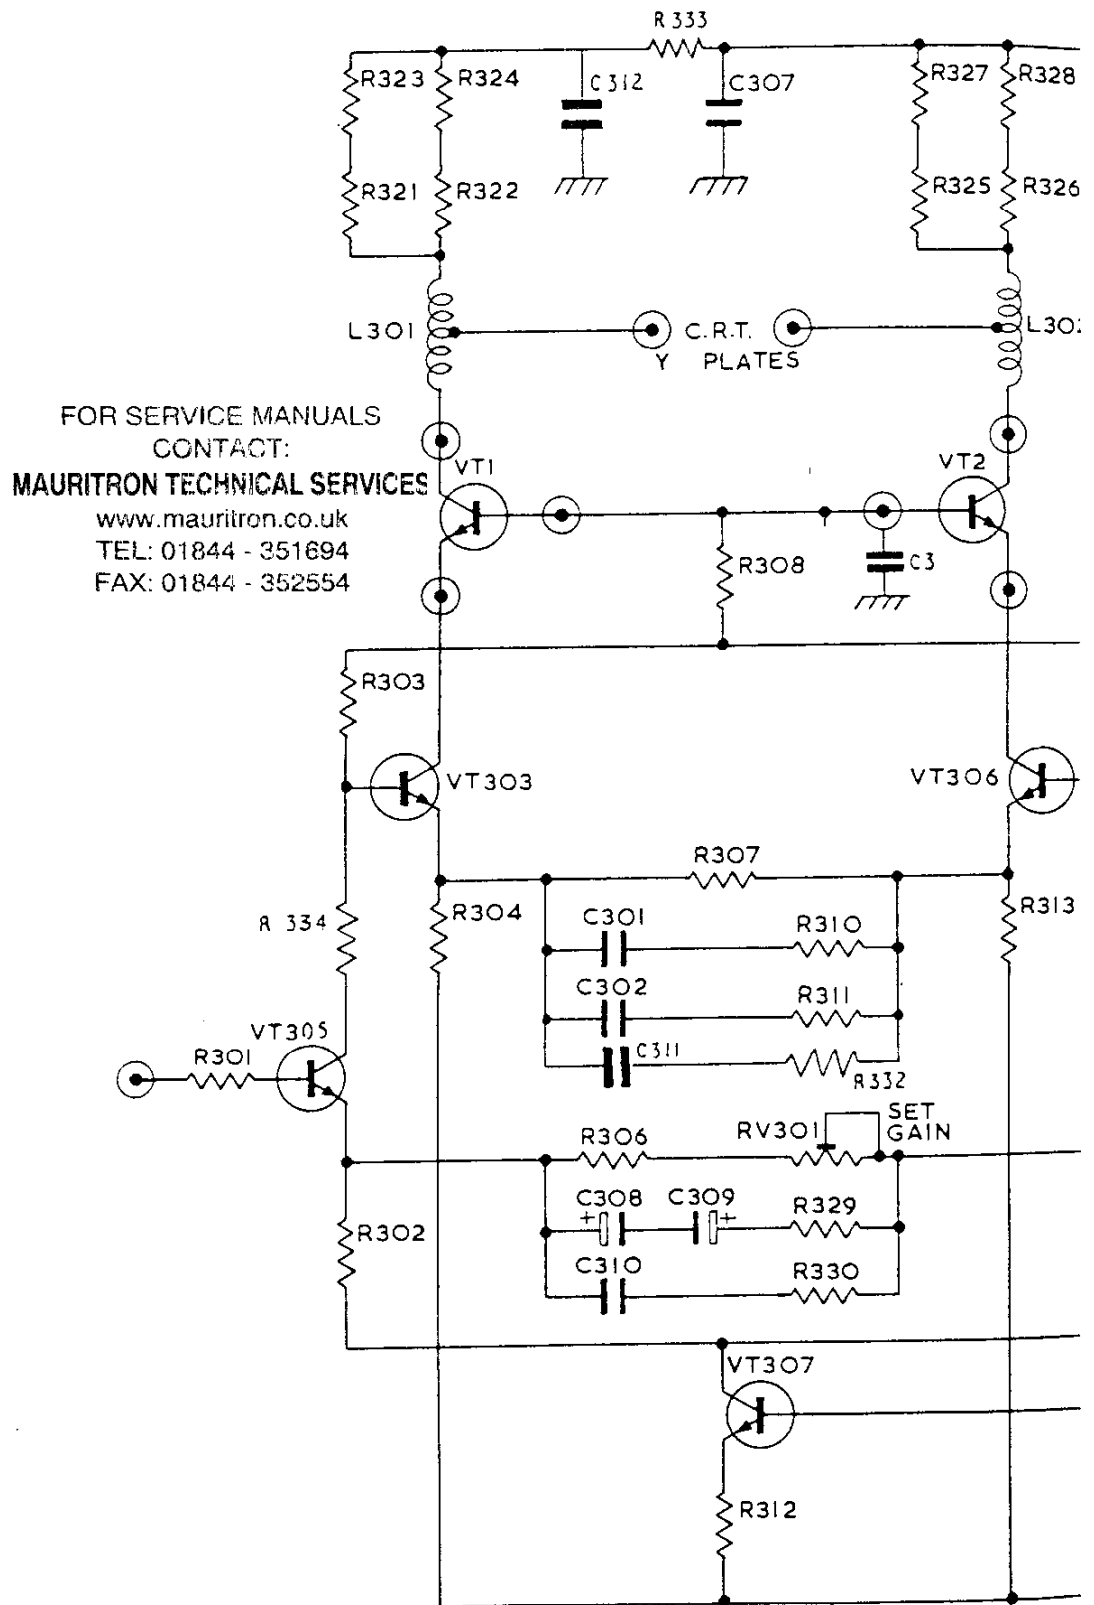 R 333
R323
R324
C312
C307
R327
R328
R321
R322
R325
R326
L301
C.R.T.
Y PLATES
FOR SERVICE MANUALS
CONTACT:
MAURITRON TECHNICAL SERVICES
www.mauritron.co.uk
TEL: 01844 - 351694
FAX: 01844 - 352554
VT1
VT2
R308
C3
R303
VT303
VT306
R307
R304
R313
R 334
C301
R310
C302
R311
VT305
R301
C311
R332
SET
GAIN
R306
RV301
C308
C309
R329
+
+
R302
C310
R330
VT307
R312